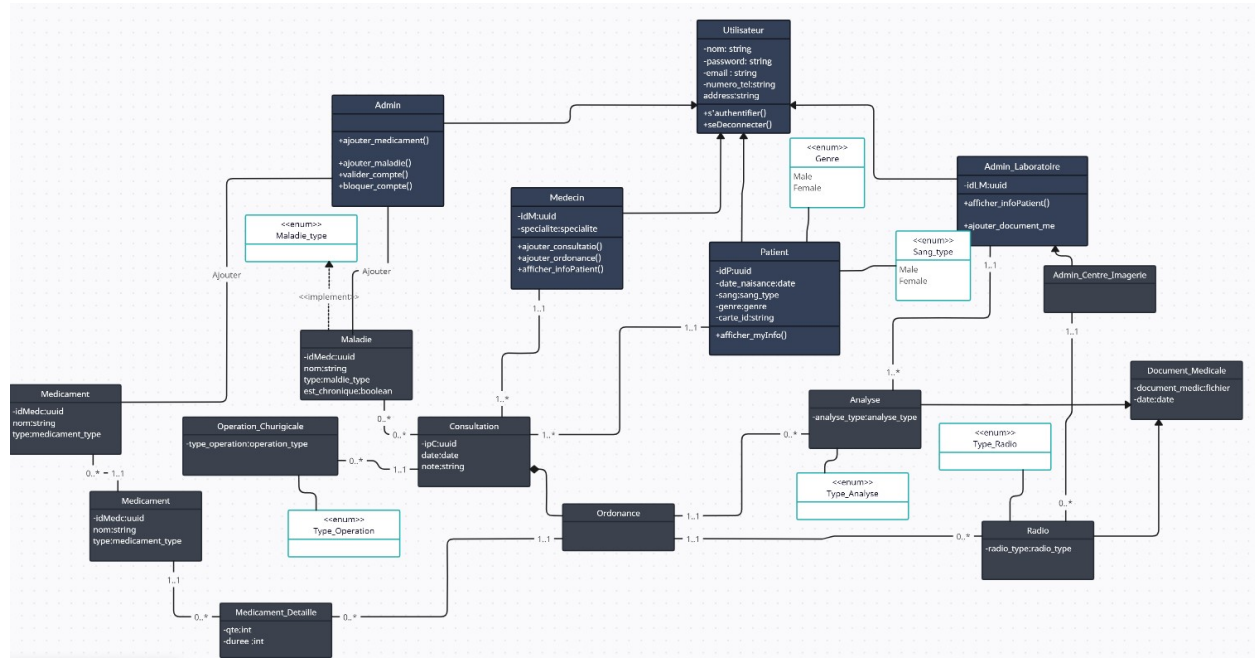 Utilisateur
-nom: string
-password: string
-email : string
-numero_tel:string
address:string
+s'authentifier()
+seDeconnecter()
Admin
+ajouter_medicament()
+ajouter_maladie()
+valider_compte()
+bloquer_compte()
<<enum>>
Genre
Male
Female
Admin_Laboratoire
-idLM:uuid
+afficher_infoPatient()
+ajouter_document_me
Medecin
-idM:uuid
-specialite:specialite
+ajouter_consultatio()
+ajouter_ordonance()
+afficher_infoPatient()
<<enum>>
Maladie_type
<<enum>>
Sang_type
Male
Female
Patient
-idP:uuid
-date_naisance:date
-sang:sang_type
-genre:genre
-carte_id:string
+afficher_myInfo()
1..1
Admin_Centre_Imagerie
Ajouter
Ajouter
<<implement>>
1..1
1..1
1..1
Maladie
-idMedc:uuid
nom:string
type:maldie_type
est_chronique:boolean
Document_Medicale
-document_medic:fichier
-date:date
1..*
1..*
Medicament
-idMedc:uuid
nom:string
type:medicament_type
Analyse
-analyse_type:analyse_type
0..*
0..*
Operation_Churigicale
-type_operation:operation_type
Consultation
-ipC:uuid
date:date
note:string
1..*
0..*
<<enum>>
Type_Radio
0..*
1..1
0..* - 1..1
<<enum>>
Type_Analyse
Medicament
-idMedc:uuid
nom:string
type:medicament_type
<<enum>>
Type_Operation
Ordonance
1..1
1..1
1..1
0..*
0..*
Radio
-radio_type:radio_type
1..1
0..*
Medicament_Detaille
-qte:int
-duree :int
0..*